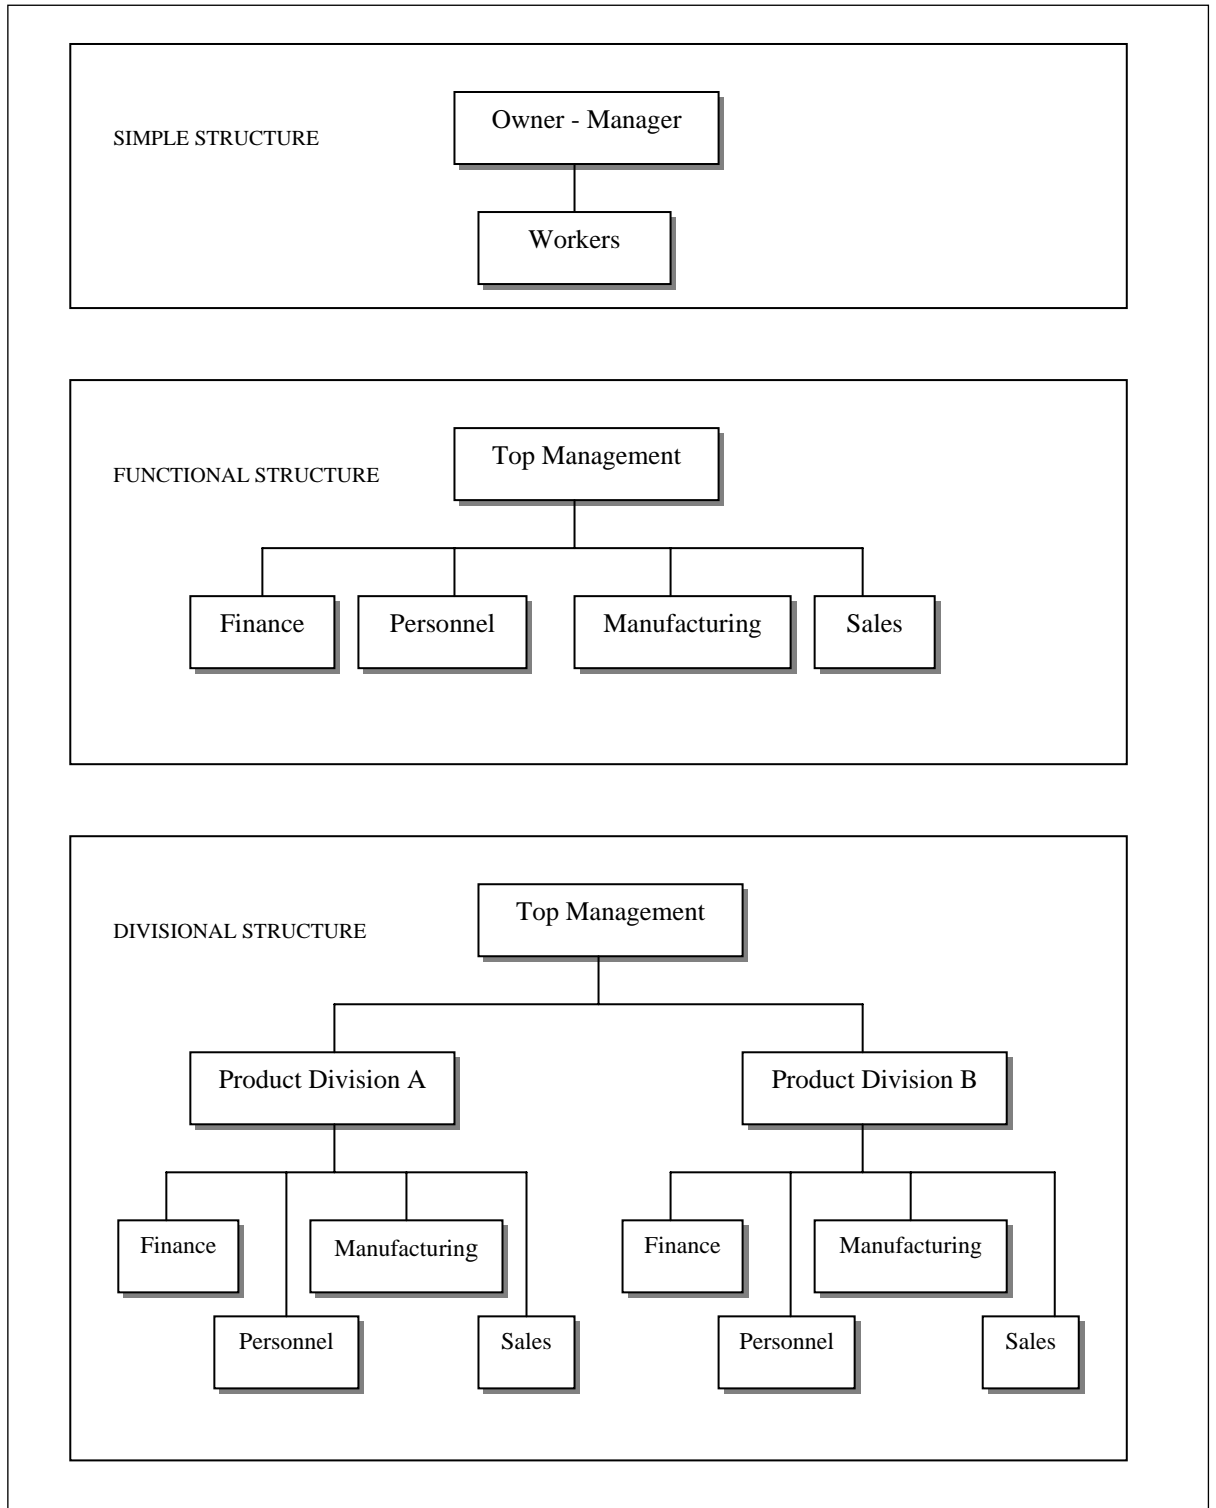 SIMPLE STRUCTURE
Owner - Manager
Workers
FUNCTIONAL STRUCTURE
Top Management
Finance
Personnel
Manufacturing
Sales
DIVISIONAL STRUCTURE
Top Management
Product Division A
Product Division B
Finance
Manufacturing
Personnel
Sales
Finance
Manufacturing
Personnel
Sales